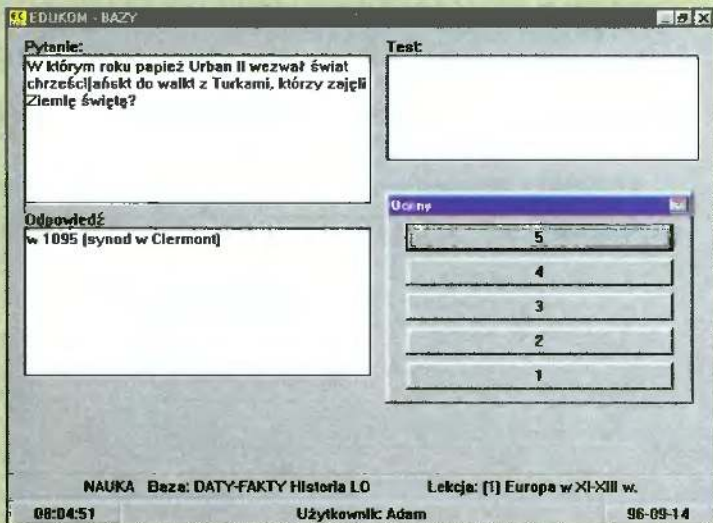 EDUKOM - BAZY
Pytanie:
W którym roku papież Urban II wezwał świat
chrześcijański do walki z Turkami, którzy zajęli
Ziemię świętą?
Test:
Odpowiedź
w 1095 (synod w Clermont)
Oceny
5
4
3
2
1
NAUKA Baza: DATY-FAKTY Historia LO Lekcja: [1] Europa w XI-XIII w.
08:04:51 Użytkownik: Adam 96-09-14